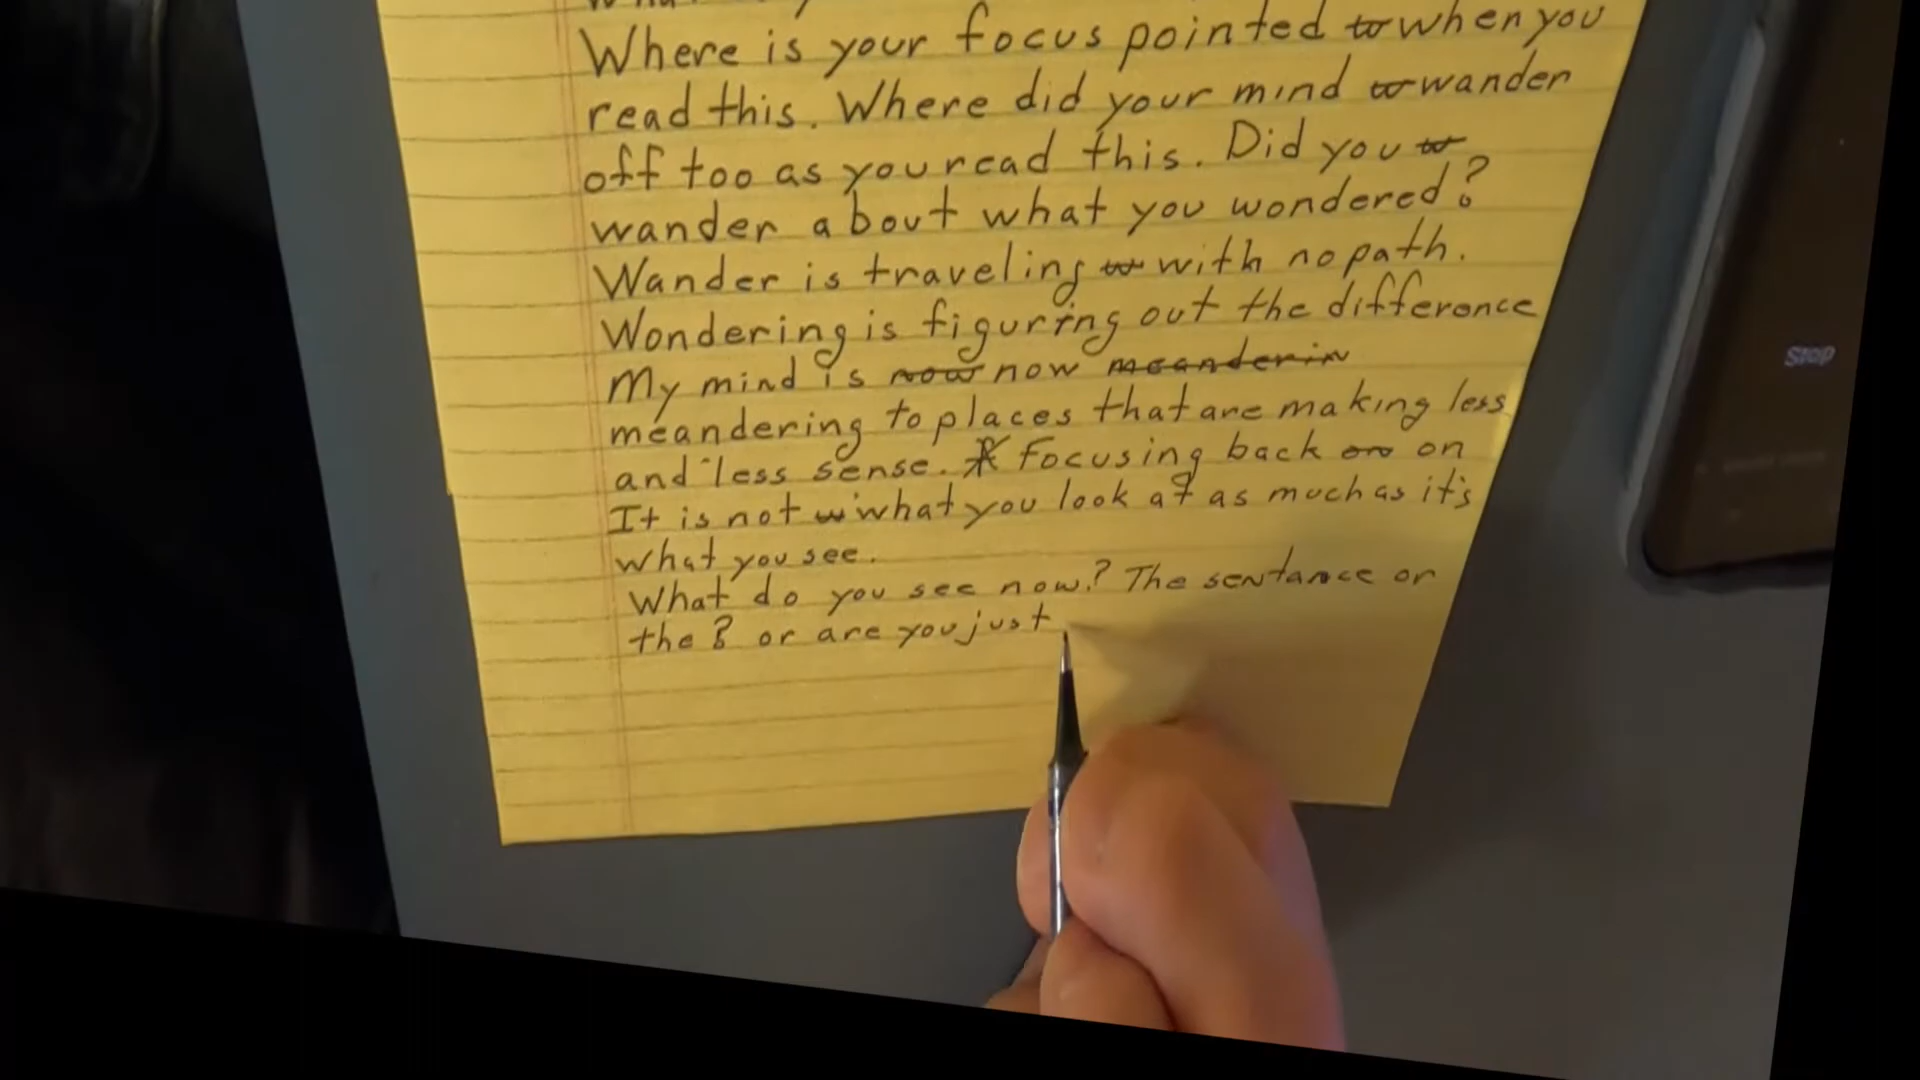 Where is your focus pointed to when you
read this. Where did your mind w wander
off too as you read this. Did you w
wander about what you wondered?
Wander is traveling w with no path.
Wondering is figuring out the difference
My mind is now now meanderin
meandering to places that are making less
and less sense. Focusing back on on
It is not w what you look at as much as it's
what you see.
What do you see now? The sentance or
the ? or are you just
Stop